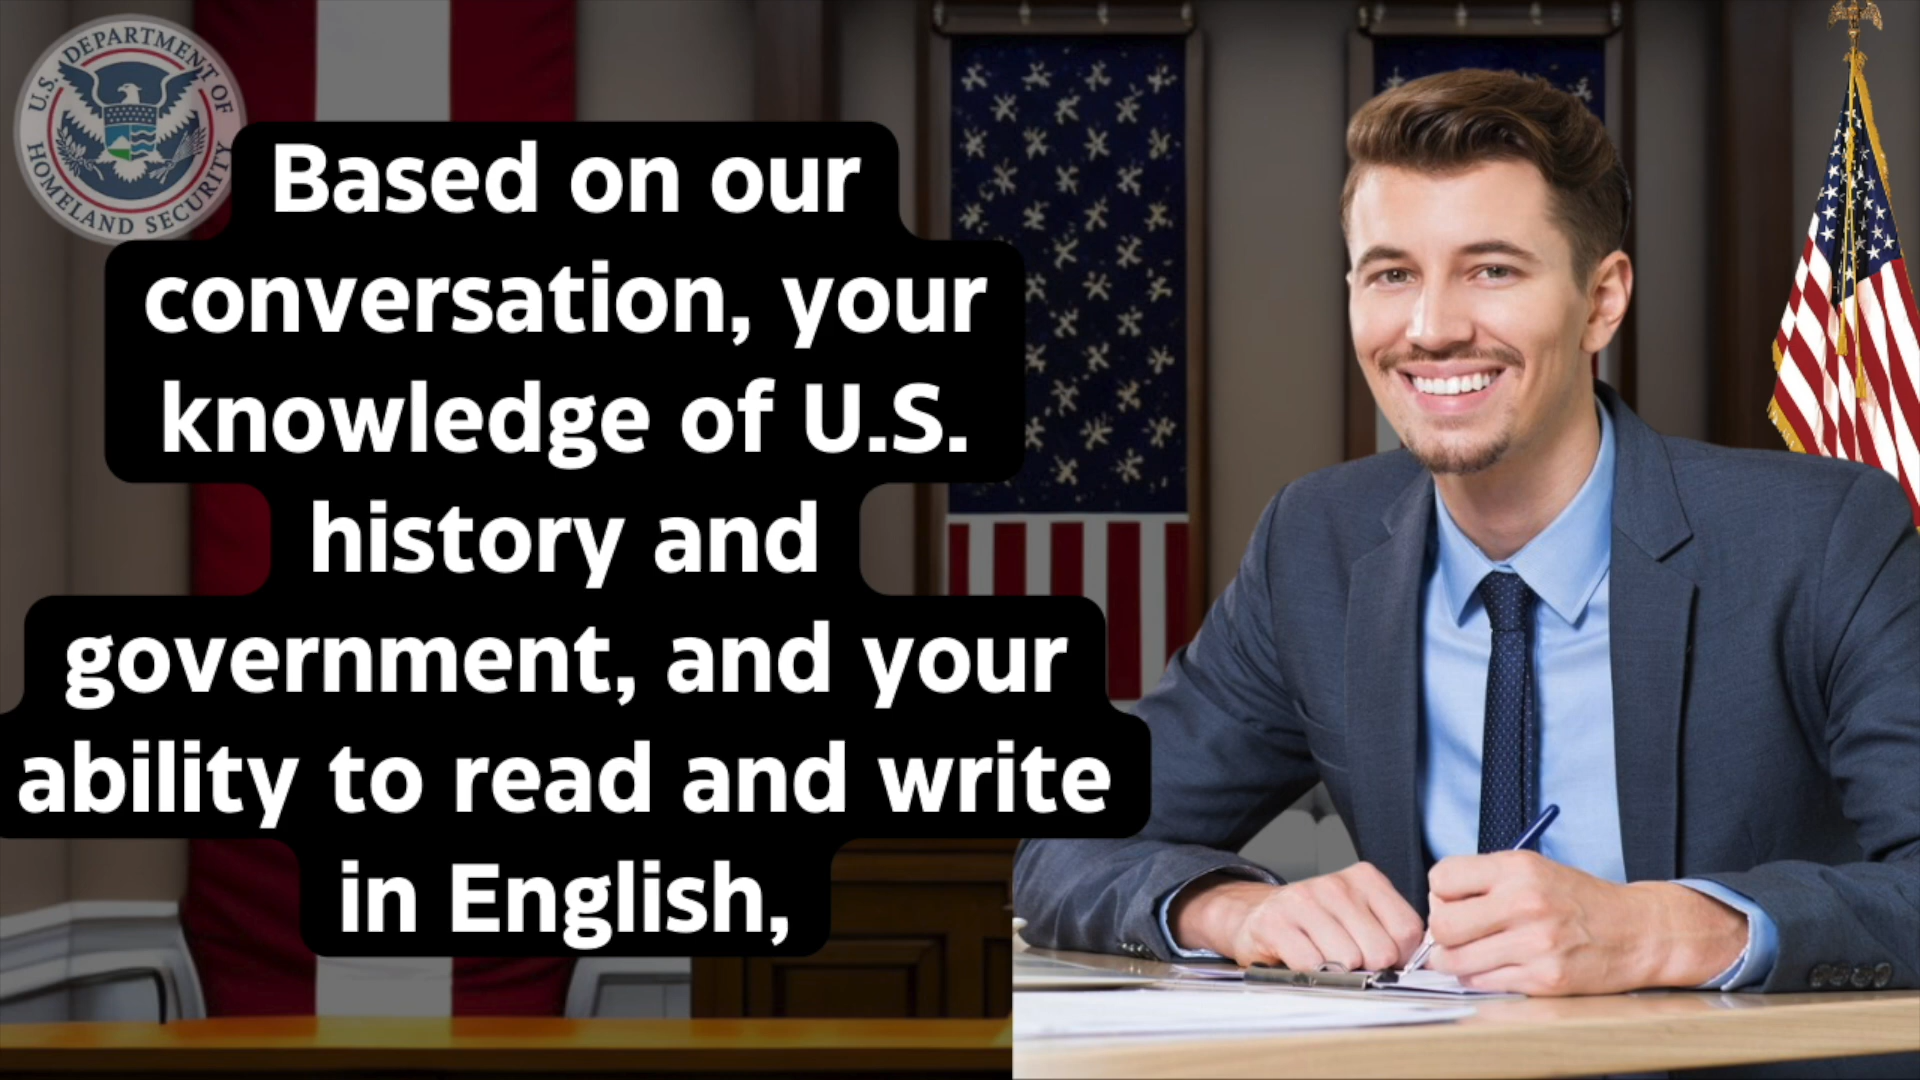 U.S. DEPARTMENT OF
HOMELAND SECURITY
Based on our
conversation, your
knowledge of U.S.
history and
government, and your
ability to read and write
in English,